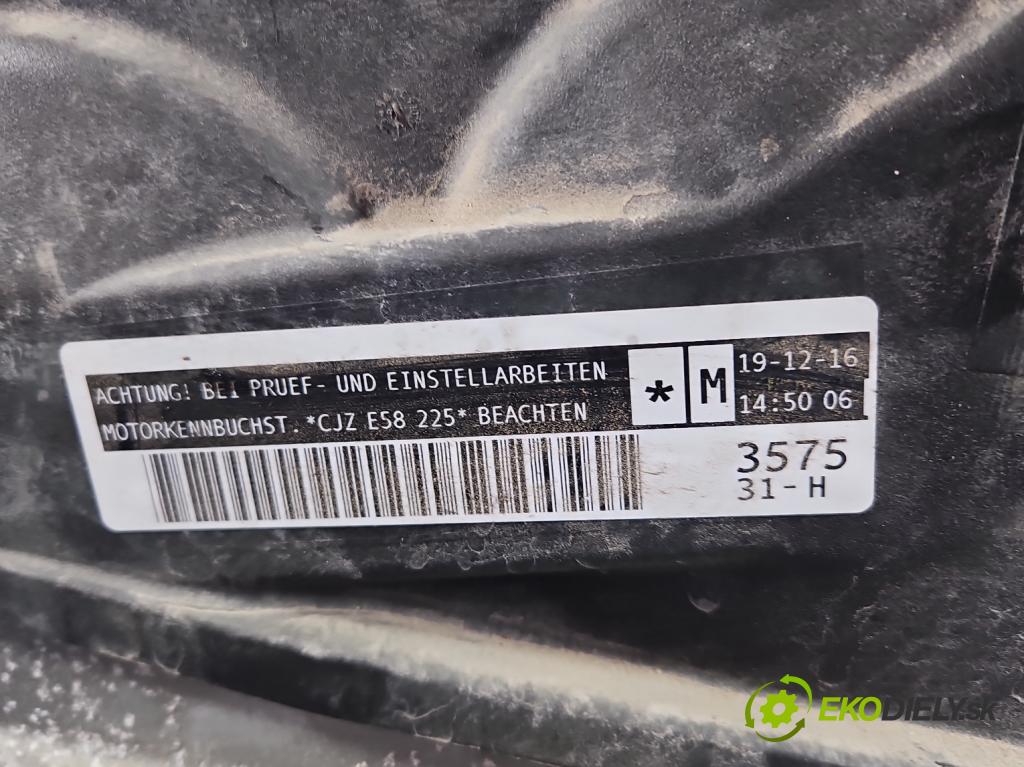 ACHTUNG! BEI PRUEF- UND EINSTELLARBEITEN
MOTORKENNBUCHST. *CJZ E58 225* BEACHTEN
*
M
19-12-16
14:50 06
3575
31-H
EKODIELY.SK